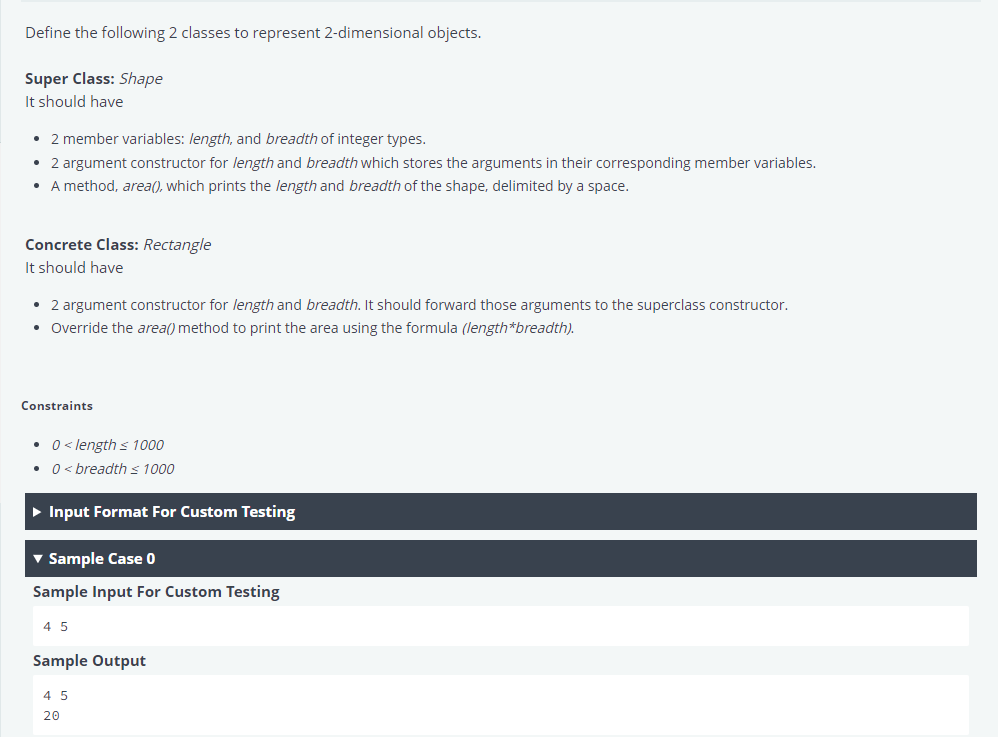 Define the following 2 classes to represent 2-dimensional objects.
Super Class: Shape
It should have
• 2 member variables: length, and breadth of integer types.
• 2 argument constructor for length and breadth which stores the arguments in their corresponding member variables.
• A method, area(), which prints the length and breadth of the shape, delimited by a space.
Concrete Class: Rectangle
It should have
• 2 argument constructor for length and breadth. It should forward those arguments to the superclass constructor.
• Override the area() method to print the area using the formula (length*breadth).
Constraints
• 0 < length ≤ 1000
• 0 < breadth ≤ 1000
Input Format For Custom Testing
Sample Case 0
Sample Input For Custom Testing
4 5
Sample Output
4 5
20